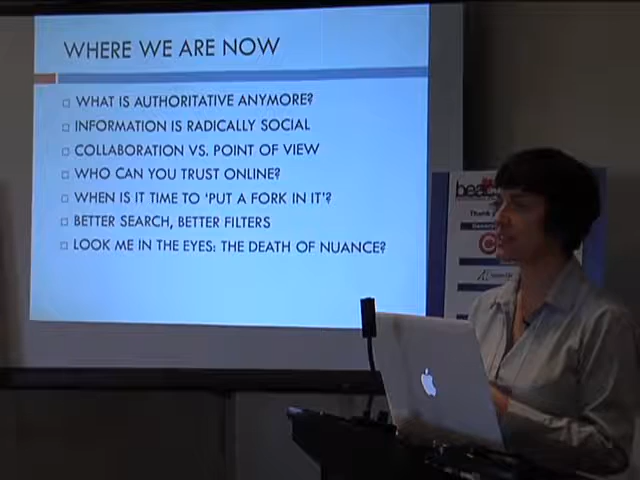 WHERE WE ARE NOW
WHAT IS AUTHORITATIVE ANYMORE?
INFORMATION IS RADICALLY SOCIAL
COLLABORATION VS. POINT OF VIEW
WHO CAN YOU TRUST ONLINE?
WHEN IS IT TIME TO 'PUT A FORK IN IT'?
BETTER SEARCH, BETTER FILTERS
LOOK ME IN THE EYES: THE DEATH OF NUANCE?
Thank